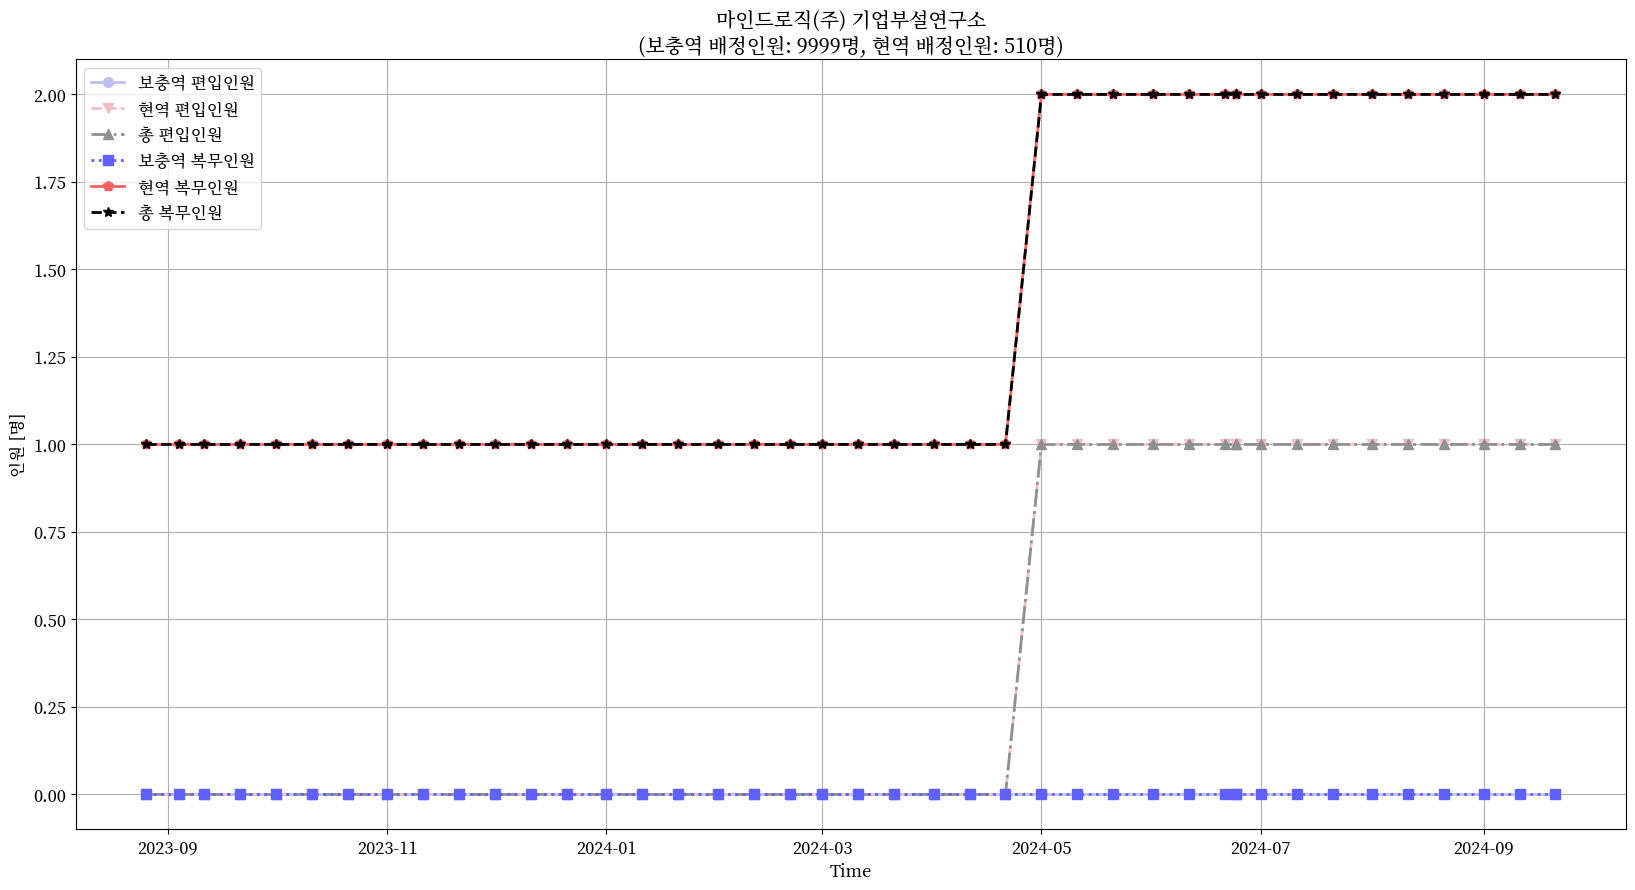 마인드로직(주) 기업부설연구소
(보충역 배정인원: 9999명, 현역 배정인원: 510명)
보충역 편입인원
현역 편입인원
총 편입인원
보충역 복무인원
현역 복무인원
총 복무인원
2.00
1.75
1.50
1.25
1.00
0.75
0.50
0.25
0.00
인원 [명]
2023-09
2023-11
2024-01
2024-03
2024-05
2024-07
2024-09
Time